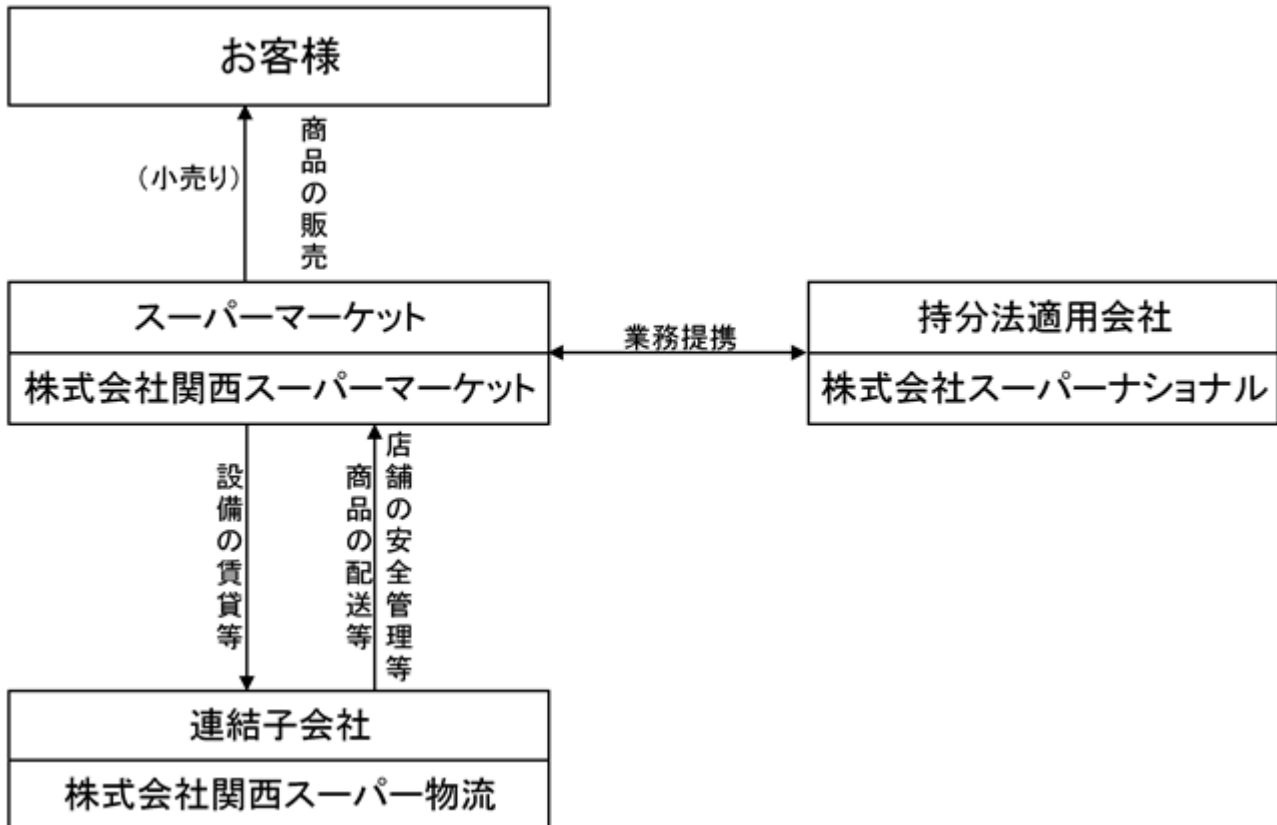 お客様
(小売り)
商品の販売
スーパーマーケット
株式会社関西スーパーマーケット
業務提携
持分法適用会社
株式会社スーパーナショナル
設備の賃貸等
商品の配送等
店舗の安全管理等
連結子会社
株式会社関西スーパー物流